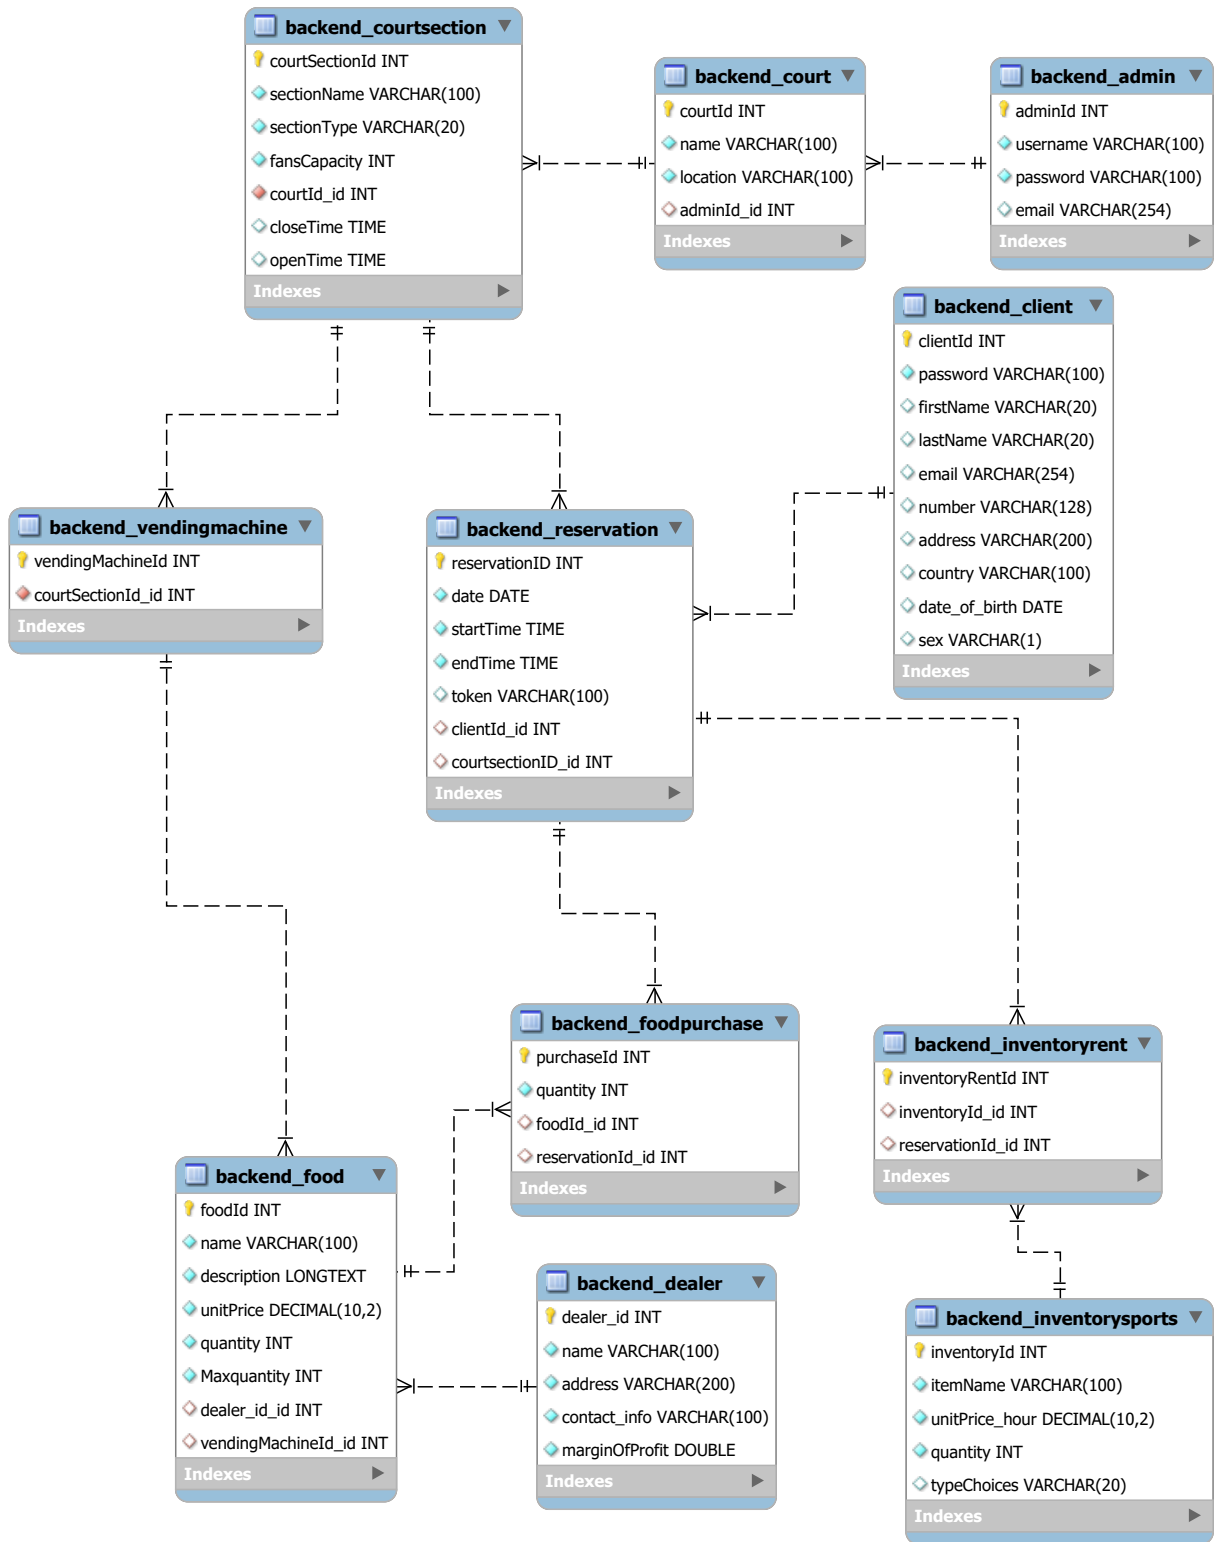 backend_courtsection
courtSectionId INT
sectionName VARCHAR(100)
sectionType VARCHAR(20)
fansCapacity INT
courtId_id INT
closeTime TIME
openTime TIME
Indexes
backend_court
courtId INT
name VARCHAR(100)
location VARCHAR(100)
adminId_id INT
Indexes
backend_admin
adminId INT
username VARCHAR(100)
password VARCHAR(100)
email VARCHAR(254)
Indexes
backend_client
clientId INT
password VARCHAR(100)
firstName VARCHAR(20)
lastName VARCHAR(20)
email VARCHAR(254)
number VARCHAR(128)
address VARCHAR(200)
country VARCHAR(100)
date_of_birth DATE
sex VARCHAR(1)
Indexes
backend_vendingmachine
vendingMachineId INT
courtSectionId_id INT
Indexes
backend_reservation
reservationID INT
date DATE
startTime TIME
endTime TIME
token VARCHAR(100)
clientId_id INT
courtsectionID_id INT
Indexes
backend_foodpurchase
purchaseId INT
quantity INT
foodId_id INT
reservationId_id INT
Indexes
backend_inventoryrent
inventoryRentId INT
inventoryId_id INT
reservationId_id INT
Indexes
backend_food
foodId INT
name VARCHAR(100)
description LONGTEXT
unitPrice DECIMAL(10,2)
quantity INT
Maxquantity INT
dealer_id_id INT
vendingMachineId_id INT
Indexes
backend_dealer
dealer_id INT
name VARCHAR(100)
address VARCHAR(200)
contact_info VARCHAR(100)
marginOfProfit DOUBLE
Indexes
backend_inventorysports
inventoryId INT
itemName VARCHAR(100)
unitPrice_hour DECIMAL(10,2)
quantity INT
typeChoices VARCHAR(20)
Indexes